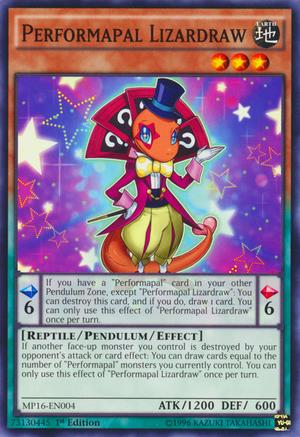 PERFORMAPAL LIZARDRAW
EARTH
地
? ?
If you have a "Performapal" card in your other
Pendulum Zone, except "Performapal Lizardraw": You
can destroy this card, and if you do, draw 1 card. You
can only use this effect of "Performapal Lizardraw"
once per turn.
6 6
[REPTILE/PENDULUM/EFFECT]
If another face-up monster you control is destroyed by your
opponent's attack or card effect: You can draw cards equal to the
number of "Performapal" monsters you currently control. You can
only use this effect of "Performapal Lizardraw" once per turn.
MP16-EN004
ATK/1200 DEF/ 600
73130445 1st Edition
©1996 KAZUKI TAKAHASHI